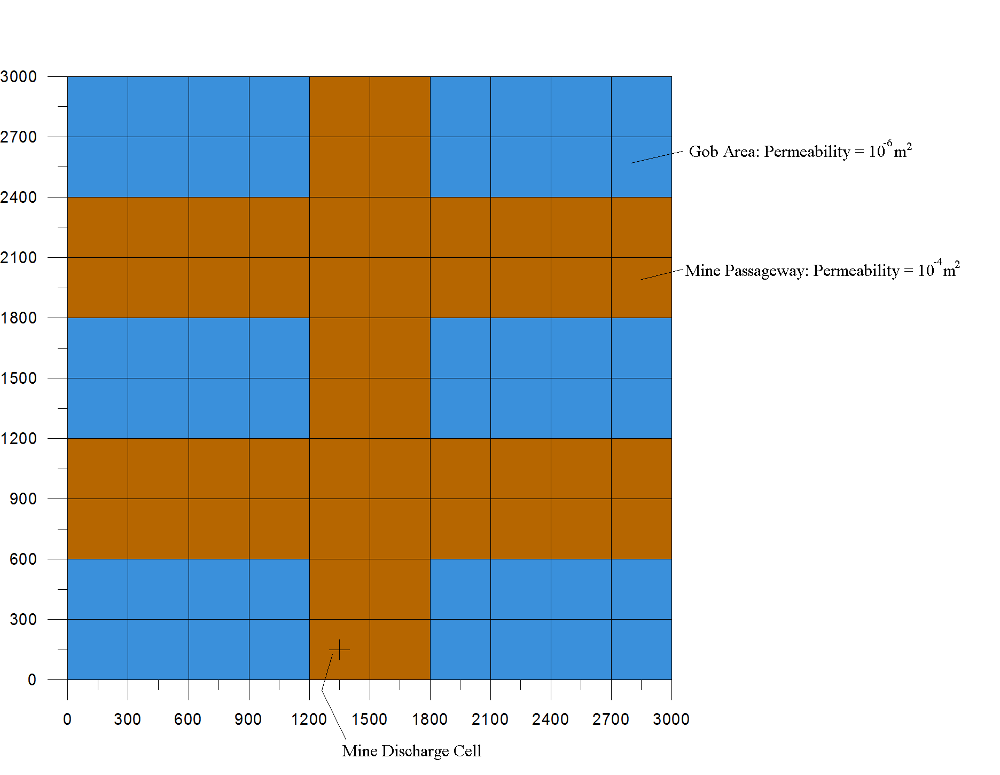 3000
2700
Gob Area: Permeability = 10⁻⁶m²
2400
2100
Mine Passageway: Permeability = 10⁻⁴m²
1800
1500
1200
900
600
300
0
0 300 600 900 1200 1500 1800 2100 2400 2700 3000
Mine Discharge Cell